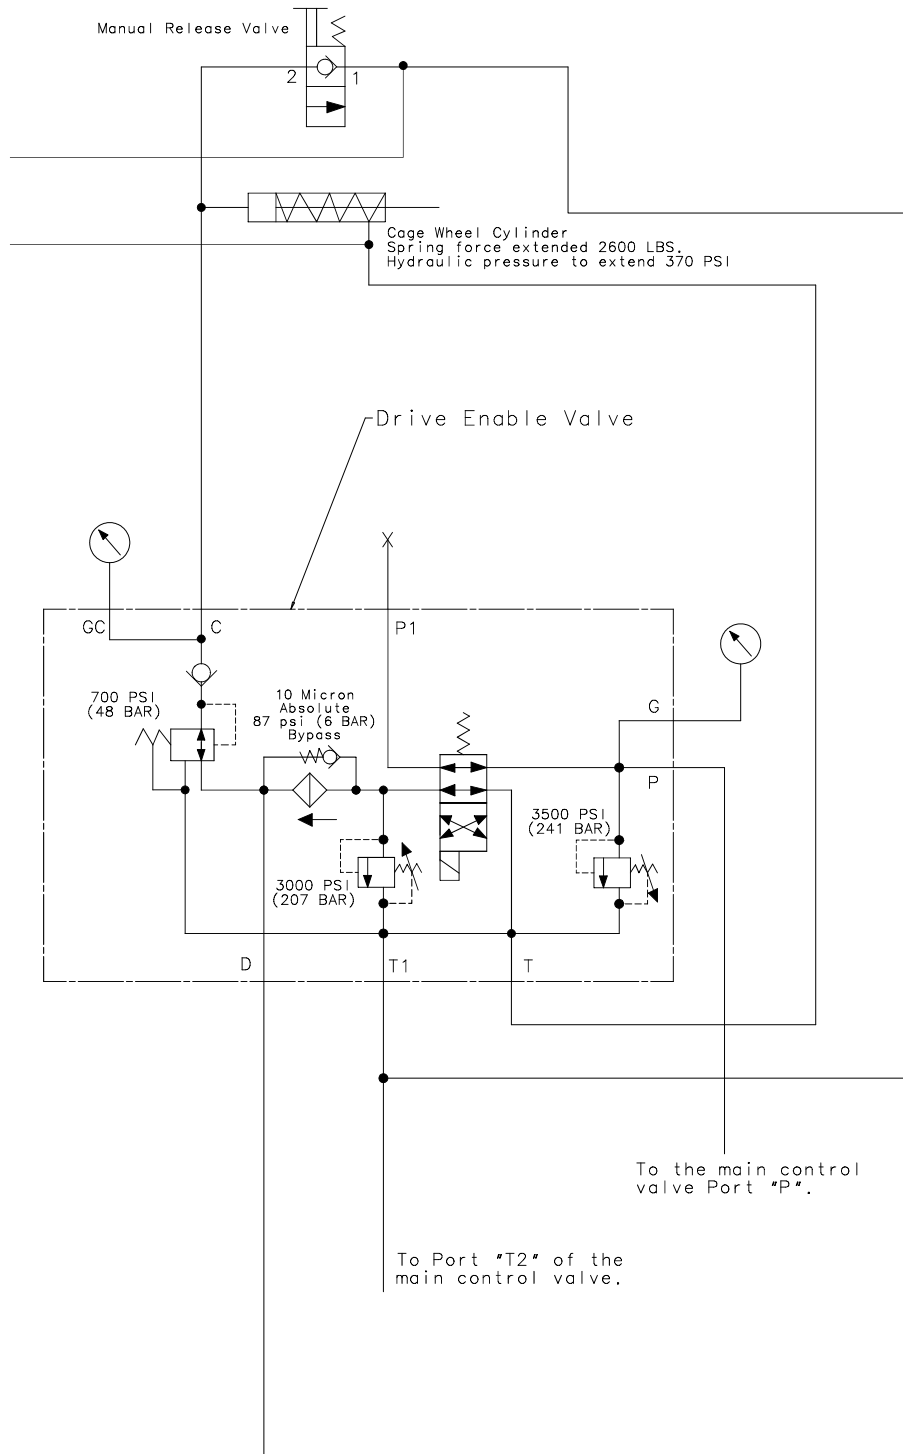 Manual Release Valve
2
1
Cage Wheel Cylinder
Spring force extended 2600 LBS.
Hydraulic pressure to extend 370 PSI
Drive Enable Valve
GC
C
P1
700 PSI
(48 BAR)
10 Micron
Absolute
87 psi (6 BAR)
Bypass
G
P
3500 PSI
(241 BAR)
3000 PSI
(207 BAR)
D
T1
T
To the main control
valve Port "P".
To Port "T2" of the
main control valve.